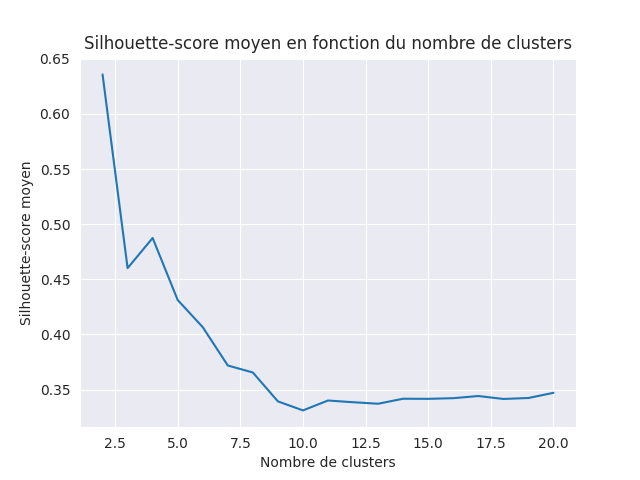 Silhouette-score moyen en fonction du nombre de clusters
0.65
0.60
0.55
0.50
0.45
0.40
0.35
Silhouette-score moyen
2.5 5.0 7.5 10.0 12.5 15.0 17.5 20.0
Nombre de clusters